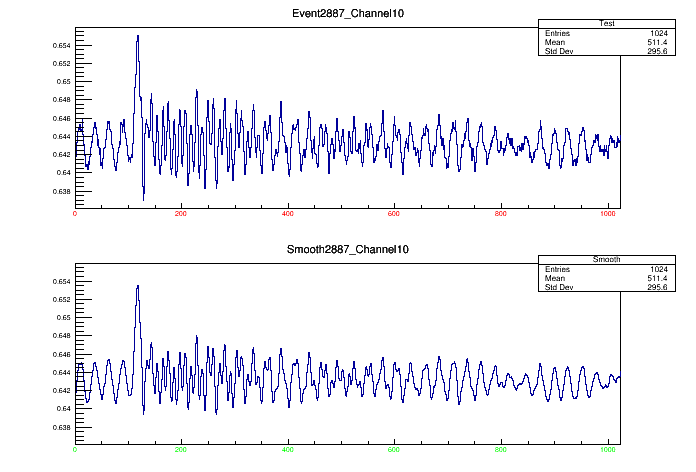 Event2887_Channel10
Test
Entries 1024
Mean 511.4
Std Dev 295.6
0.654
0.652
0.65
0.648
0.646
0.644
0.642
0.64
0.638
0 200 400 600 800 1000
Smooth2887_Channel10
Smooth
Entries 1024
Mean 511.4
Std Dev 295.6
0.654
0.652
0.65
0.648
0.646
0.644
0.642
0.64
0.638
0 200 400 600 800 1000